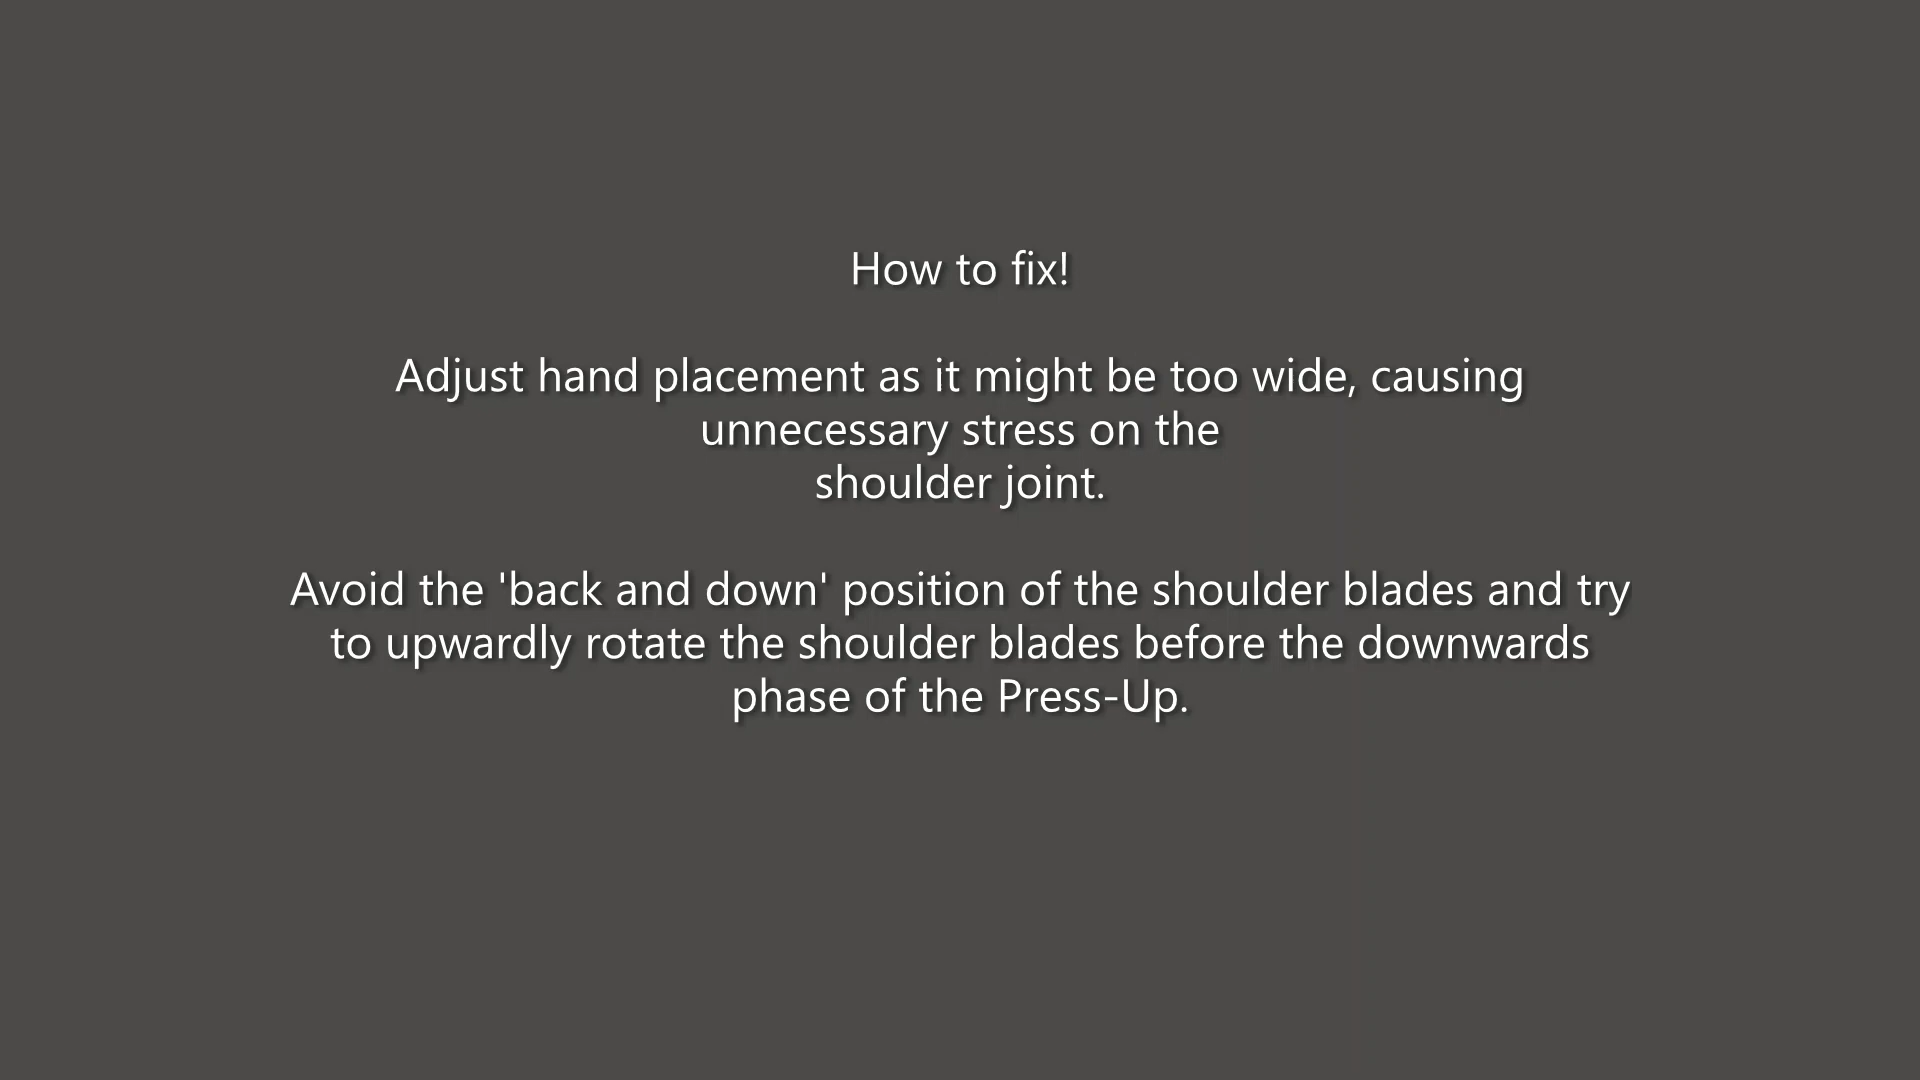 How to fix!
Adjust hand placement as it might be too wide, causing
unnecessary stress on the
shoulder joint.
Avoid the 'back and down' position of the shoulder blades and try
to upwardly rotate the shoulder blades before the downwards
phase of the Press-Up.